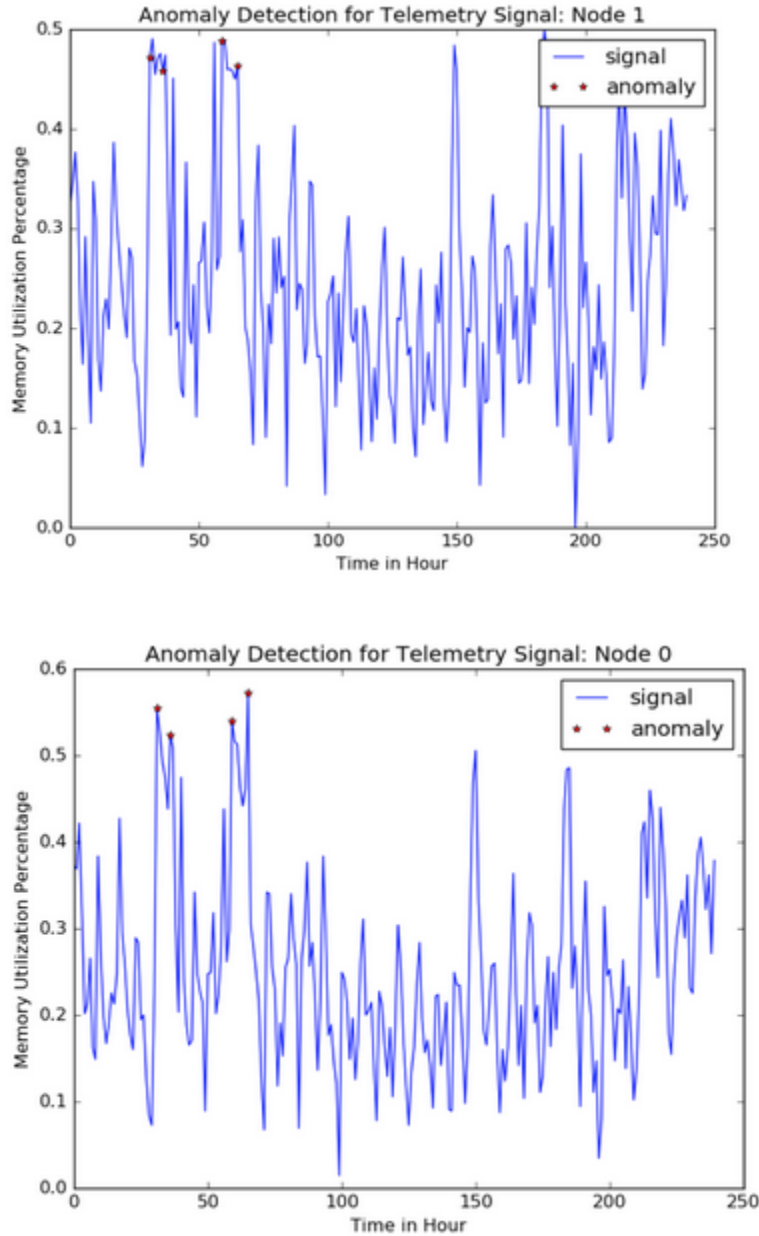 Anomaly Detection for Telemetry Signal: Node 1
0.5
0.4
0.3
0.2
0.1
0.0
Memory Utilization Percentage
signal
anomaly
0
50
100
150
200
250
Time in Hour
Anomaly Detection for Telemetry Signal: Node 0
0.6
0.5
0.4
0.3
0.2
0.1
0.0
Memory Utilization Percentage
signal
anomaly
0
50
100
150
200
250
Time in Hour